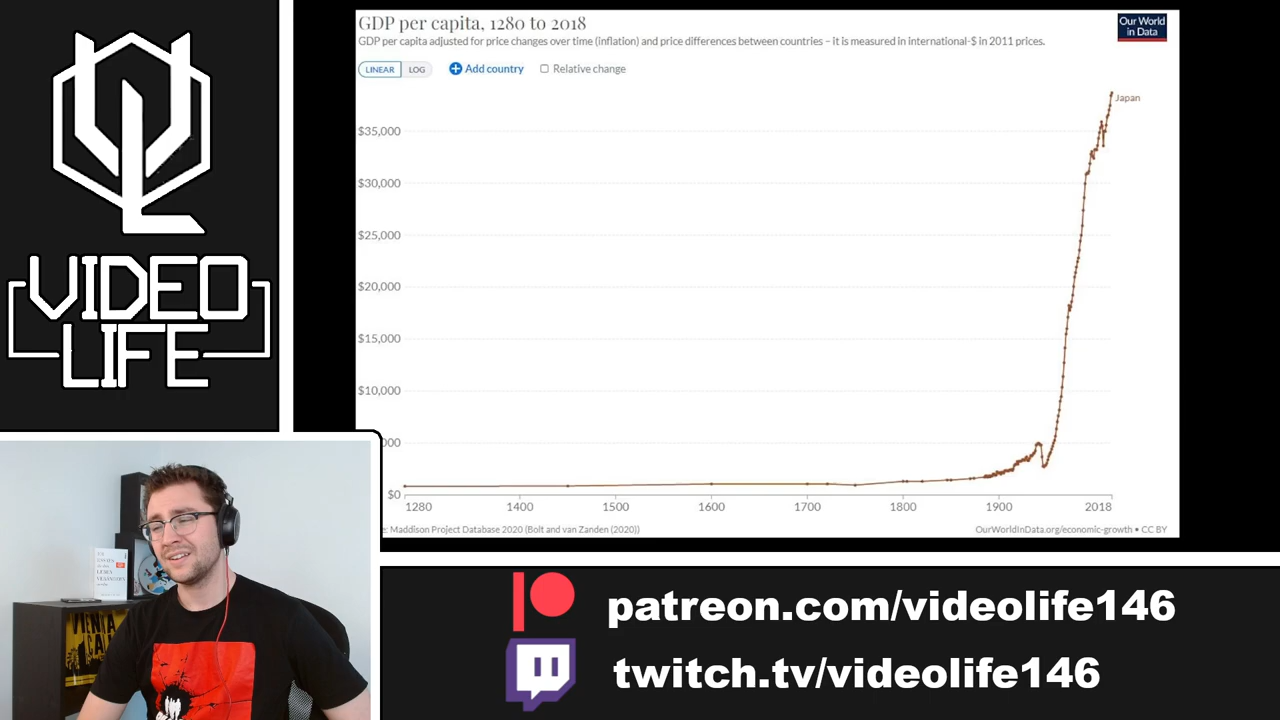 VIDEO
LIFE
GDP per capita, 1280 to 2018
GDP per capita adjusted for price changes over time (inflation) and price differences between countries – it is measured in international-$ in 2011 prices.
Our World
in Data
LINEAR LOG Add country Relative change
Japan
$35,000
$30,000
$25,000
$20,000
$15,000
$10,000
000
$0
1280 1400 1500 1600 1700 1800 1900 2018
e: Maddison Project Database 2020 (Bolt and van Zanden (2020))
OurWorldInData.org/economic-growth • CC BY
patreon.com/videolife146
twitch.tv/videolife146